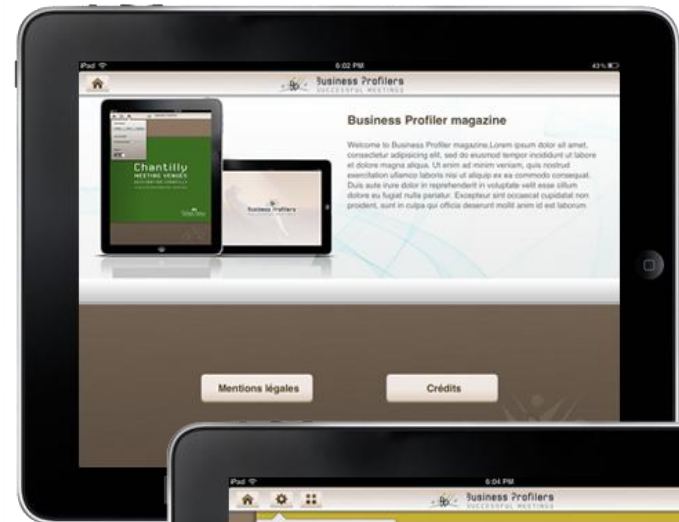 iPad 6:02 PM 43%
Business Profilers
SUCCESSFUL MEETINGS
Business Profiler magazine
Welcome to Business Profiler magazine,Lorem ipsum dolor sit amet,
consectetur adipisicing elit, sed do eiusmod tempor incididunt ut labore
et dolore magna aliqua. Ut enim ad minim veniam, quis nostrud
exercitation ullamco laboris nisi ut aliquip ex ea commodo consequat.
Duis aute irure dolor in reprehenderit in voluptate velit esse cillum
dolore eu fugiat nulla pariatur. Excepteur sint occaecat cupidatat non
proident, sunt in culpa qui officia deserunt mollit anim id est laborum
Chantilly
MEETING VENUES
Business Profilers
Mentions légales
Crédits
iPad 6:04 PM
Business Profilers
SUCCESSFUL MEETINGS